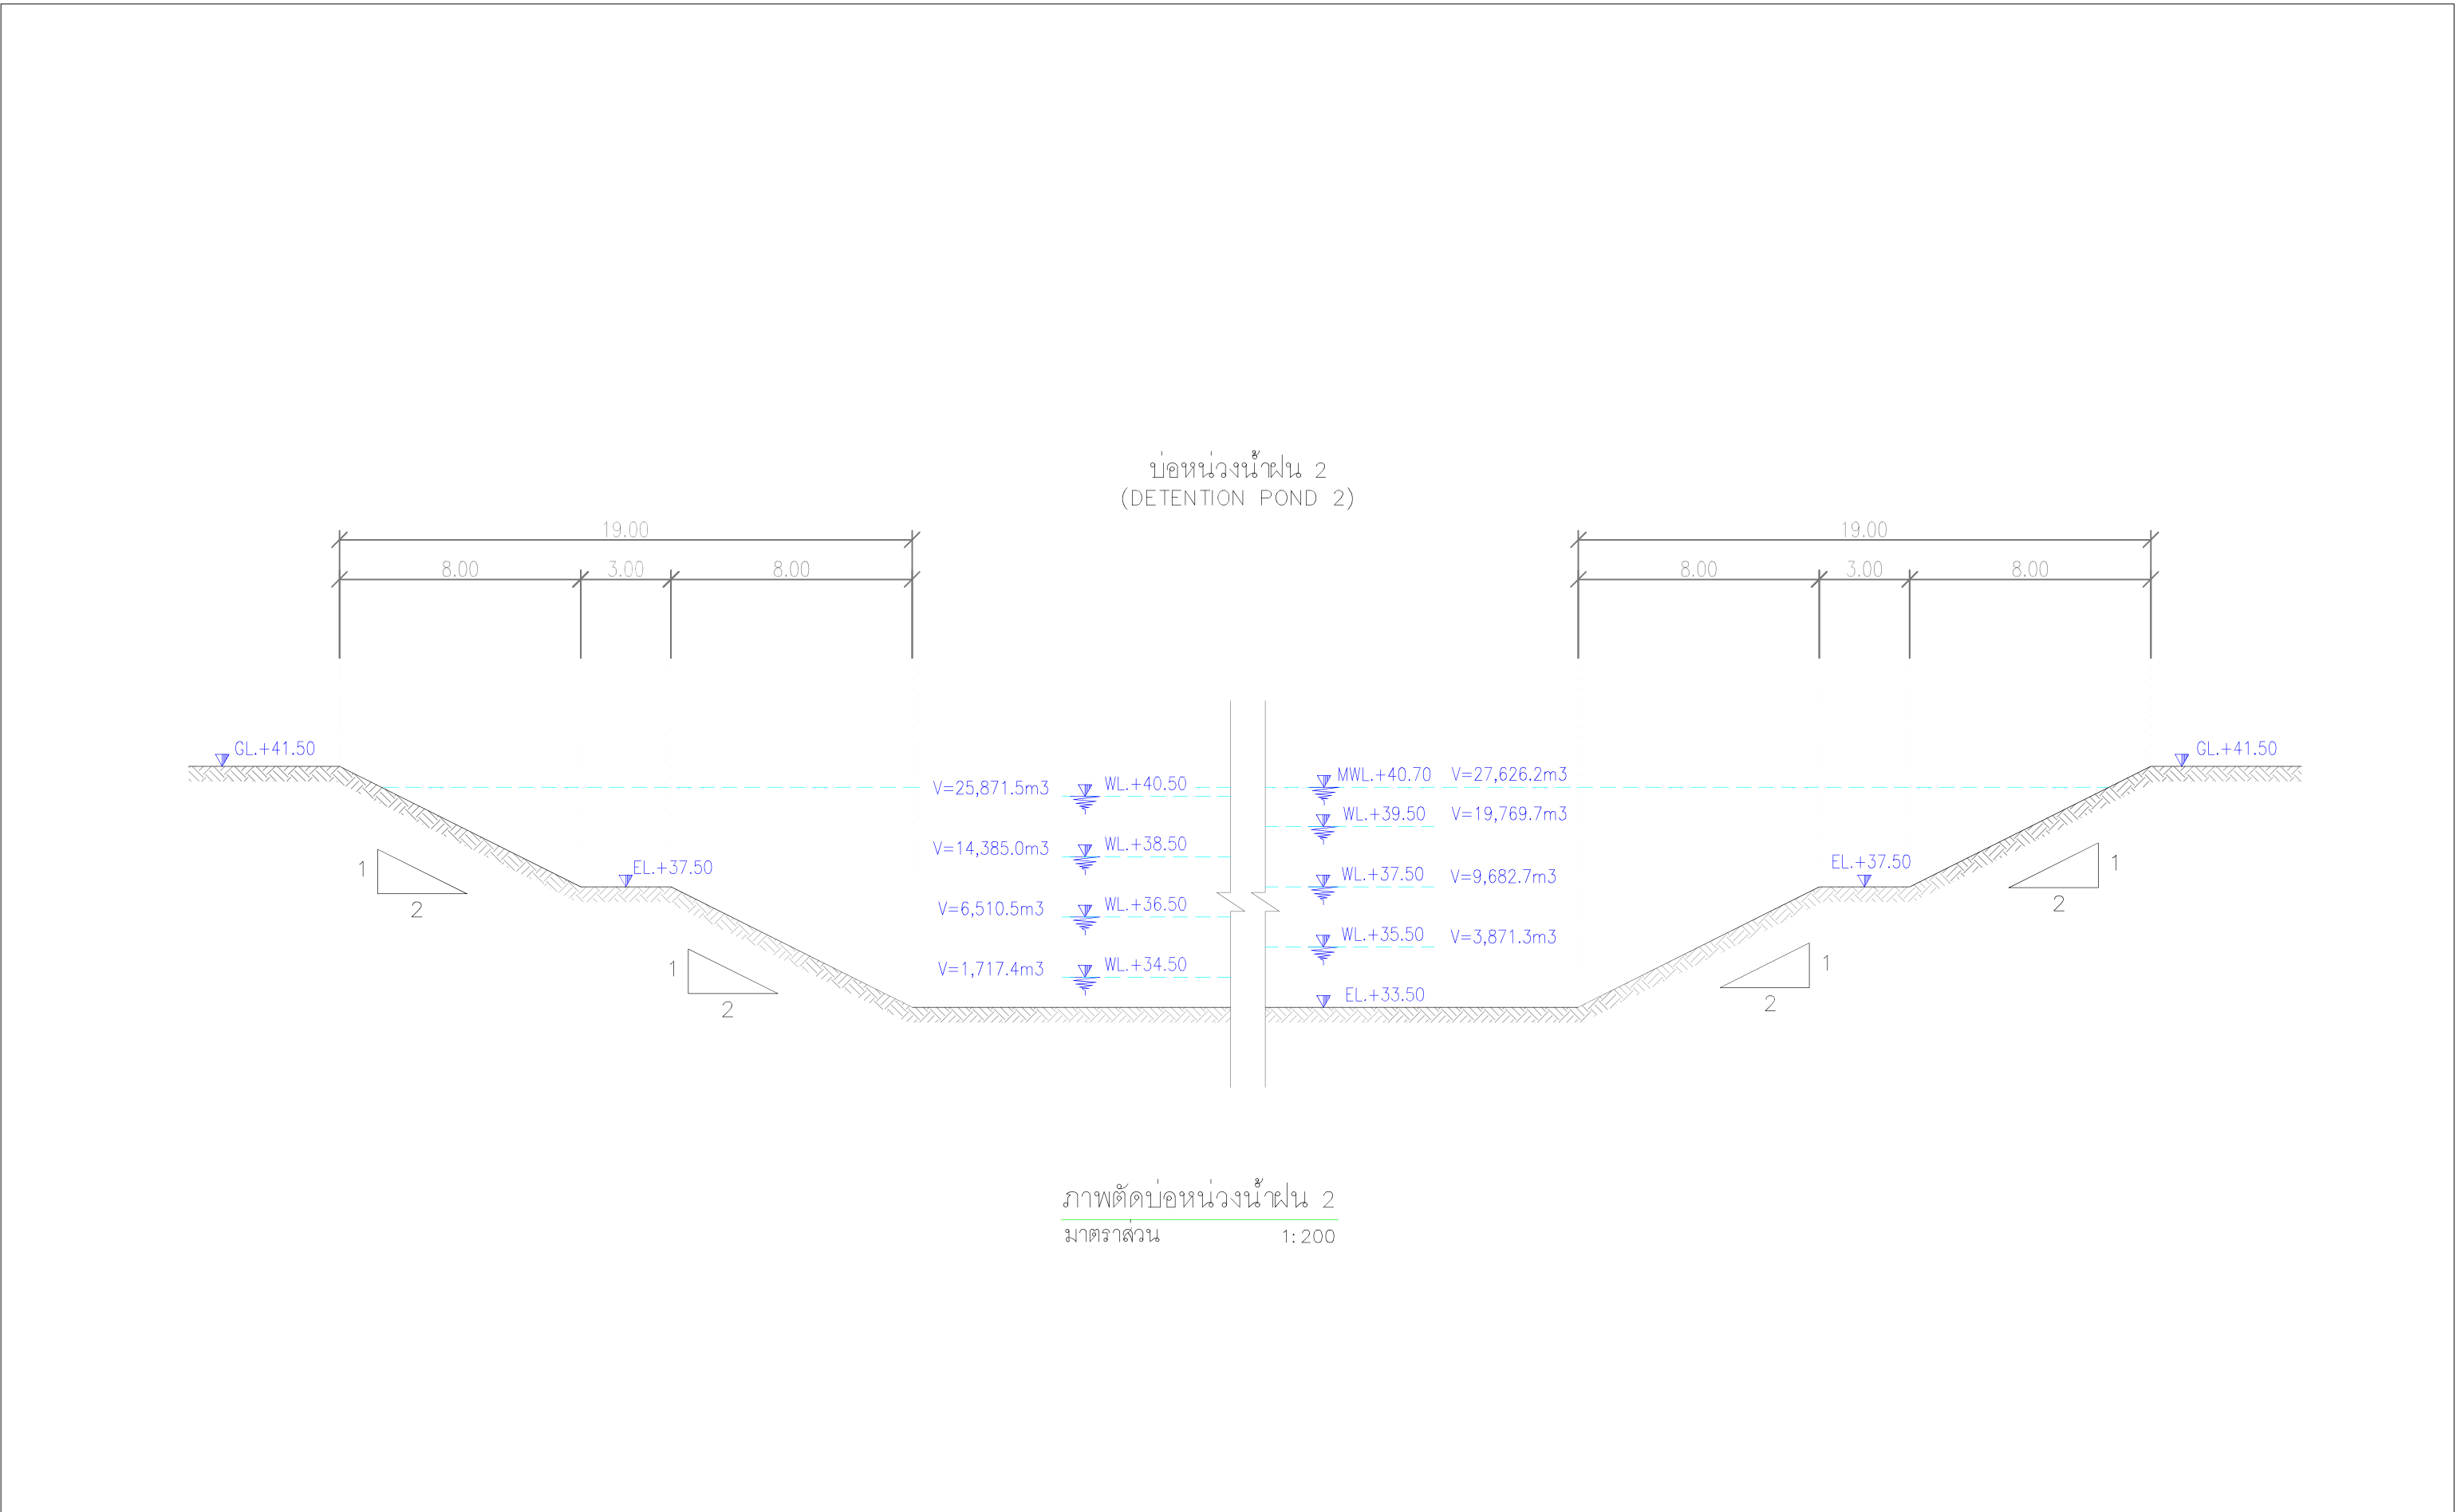 บ่อหน่วงน้ำฝน 2
(DETENTION POND 2)
19.00
19.00
8.00
3.00
8.00
8.00
3.00
8.00
GL.+41.50
GL.+41.50
V=25,871.5m3
WL.+40.50
MWL.+40.70
V=27,626.2m3
WL.+39.50
V=19,769.7m3
V=14,385.0m3
WL.+38.50
EL.+37.50
WL.+37.50
V=9,682.7m3
EL.+37.50
1
2
1
2
V=6,510.5m3
WL.+36.50
WL.+35.50
V=3,871.3m3
V=1,717.4m3
WL.+34.50
1
2
1
2
EL.+33.50
ภาพตัดบ่อหน่วงน้ำฝน 2
มาตราส่วน 1:200